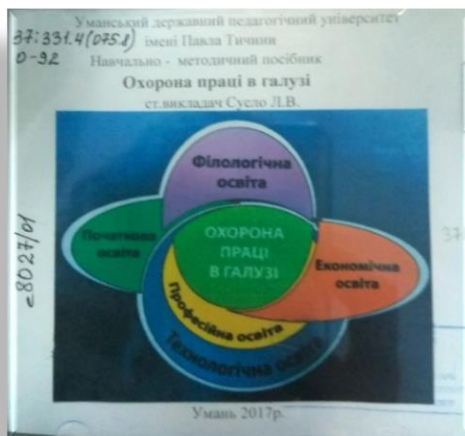 Уманський державний педагогічний університет
37:331.4(075.8) імені Павла Тичини
О-92 Навчально - методичний посібник
Охорона праці в галузі
ст.викладач Сусло Л.В.
Філологічна
освіта
Початкова
освіта
ОХОРОНА
ПРАЦІ
В ГАЛУЗІ
Економічна
освіта
Професійна освіта
Технологічна освіта
е8027/01
37
Умань 2017р.